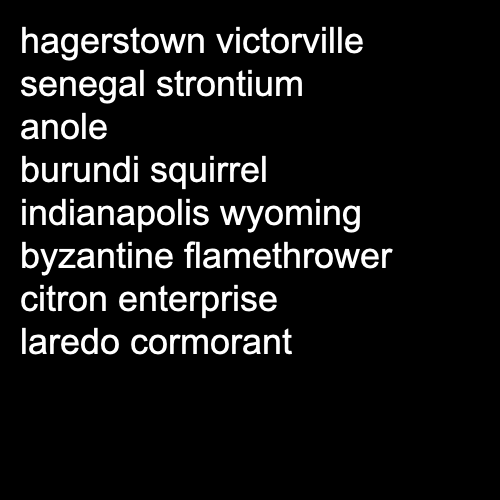 hagerstown victorville
senegal strontium
anole
burundi squirrel
indianapolis wyoming
byzantine flamethrower
citron enterprise
laredo cormorant